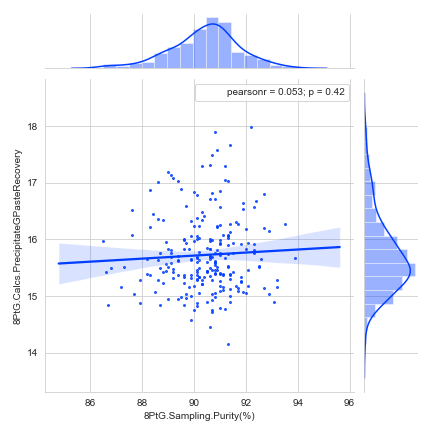 pearsonr = 0.053; p = 0.42
18
17
16
15
14
8PtG.Calcs.PrecipitateGPasteRecovery
86 88 90 92 94 96
8PtG.Sampling.Purity(%)